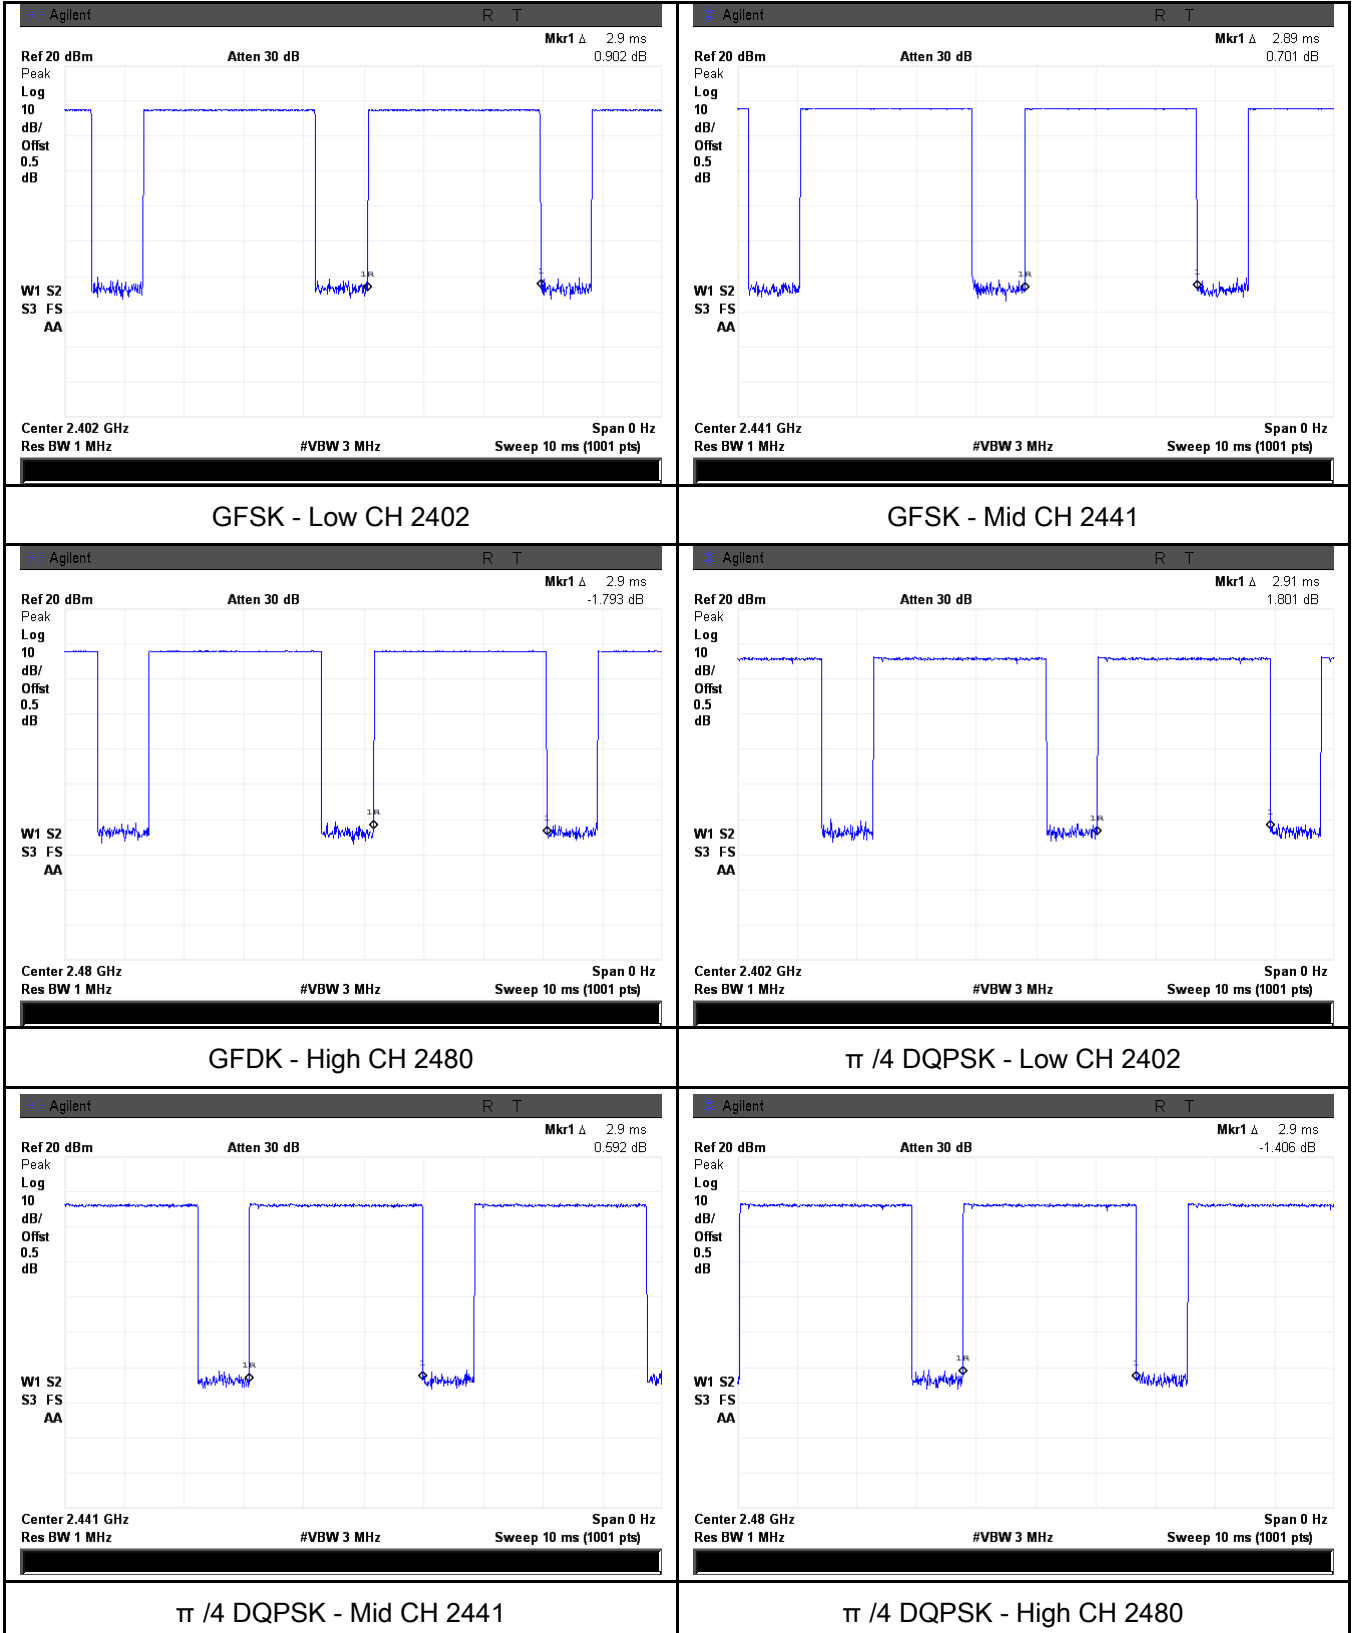 Agilent R T
Mkr1 Δ 2.9 ms
Ref 20 dBm Atten 30 dB 0.902 dB
Peak
Log
10
dB/
Offst
0.5
dB
1R
1
W1 S2
S3 FS
AA
Center 2.402 GHz Span 0 Hz
Res BW 1 MHz #VBW 3 MHz Sweep 10 ms (1001 pts)
GFSK - Low CH 2402
Agilent R T
Mkr1 Δ 2.89 ms
Ref 20 dBm Atten 30 dB 0.701 dB
Peak
Log
10
dB/
Offst
0.5
dB
1R
1
W1 S2
S3 FS
AA
Center 2.441 GHz Span 0 Hz
Res BW 1 MHz #VBW 3 MHz Sweep 10 ms (1001 pts)
GFSK - Mid CH 2441
Agilent R T
Mkr1 Δ 2.9 ms
Ref 20 dBm Atten 30 dB -1.793 dB
Peak
Log
10
dB/
Offst
0.5
dB
1R
1
W1 S2
S3 FS
AA
Center 2.48 GHz Span 0 Hz
Res BW 1 MHz #VBW 3 MHz Sweep 10 ms (1001 pts)
GFDK - High CH 2480
Agilent R T
Mkr1 Δ 2.91 ms
Ref 20 dBm Atten 30 dB 1.801 dB
Peak
Log
10
dB/
Offst
0.5
dB
1R
1
W1 S2
S3 FS
AA
Center 2.402 GHz Span 0 Hz
Res BW 1 MHz #VBW 3 MHz Sweep 10 ms (1001 pts)
π /4 DQPSK - Low CH 2402
Agilent R T
Mkr1 Δ 2.9 ms
Ref 20 dBm Atten 30 dB 0.592 dB
Peak
Log
10
dB/
Offst
0.5
dB
1R
1
W1 S2
S3 FS
AA
Center 2.441 GHz Span 0 Hz
Res BW 1 MHz #VBW 3 MHz Sweep 10 ms (1001 pts)
π /4 DQPSK - Mid CH 2441
Agilent R T
Mkr1 Δ 2.9 ms
Ref 20 dBm Atten 30 dB -1.406 dB
Peak
Log
10
dB/
Offst
0.5
dB
1R
1
W1 S2
S3 FS
AA
Center 2.48 GHz Span 0 Hz
Res BW 1 MHz #VBW 3 MHz Sweep 10 ms (1001 pts)
π /4 DQPSK - High CH 2480